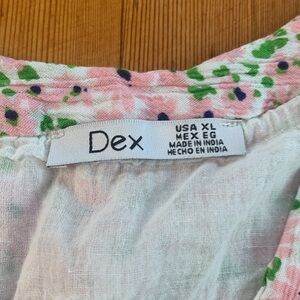 Dex
USA XL
MEX EG
MADE IN INDIA
HECHO EN INDIA